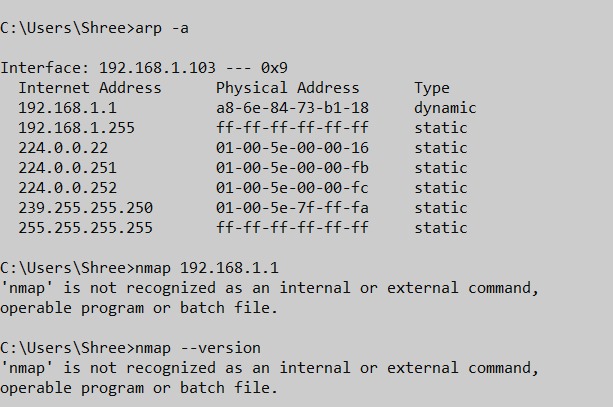 C:\Users\Shree>arp -a
Interface: 192.168.1.103 --- 0x9
Internet Address Physical Address Type
192.168.1.1 a8-6e-84-73-b1-18 dynamic
192.168.1.255 ff-ff-ff-ff-ff-ff static
224.0.0.22 01-00-5e-00-00-16 static
224.0.0.251 01-00-5e-00-00-fb static
224.0.0.252 01-00-5e-00-00-fc static
239.255.255.250 01-00-5e-7f-ff-fa static
255.255.255.255 ff-ff-ff-ff-ff-ff static
C:\Users\Shree>nmap 192.168.1.1
'nmap' is not recognized as an internal or external command,
operable program or batch file.
C:\Users\Shree>nmap --version
'nmap' is not recognized as an internal or external command,
operable program or batch file.